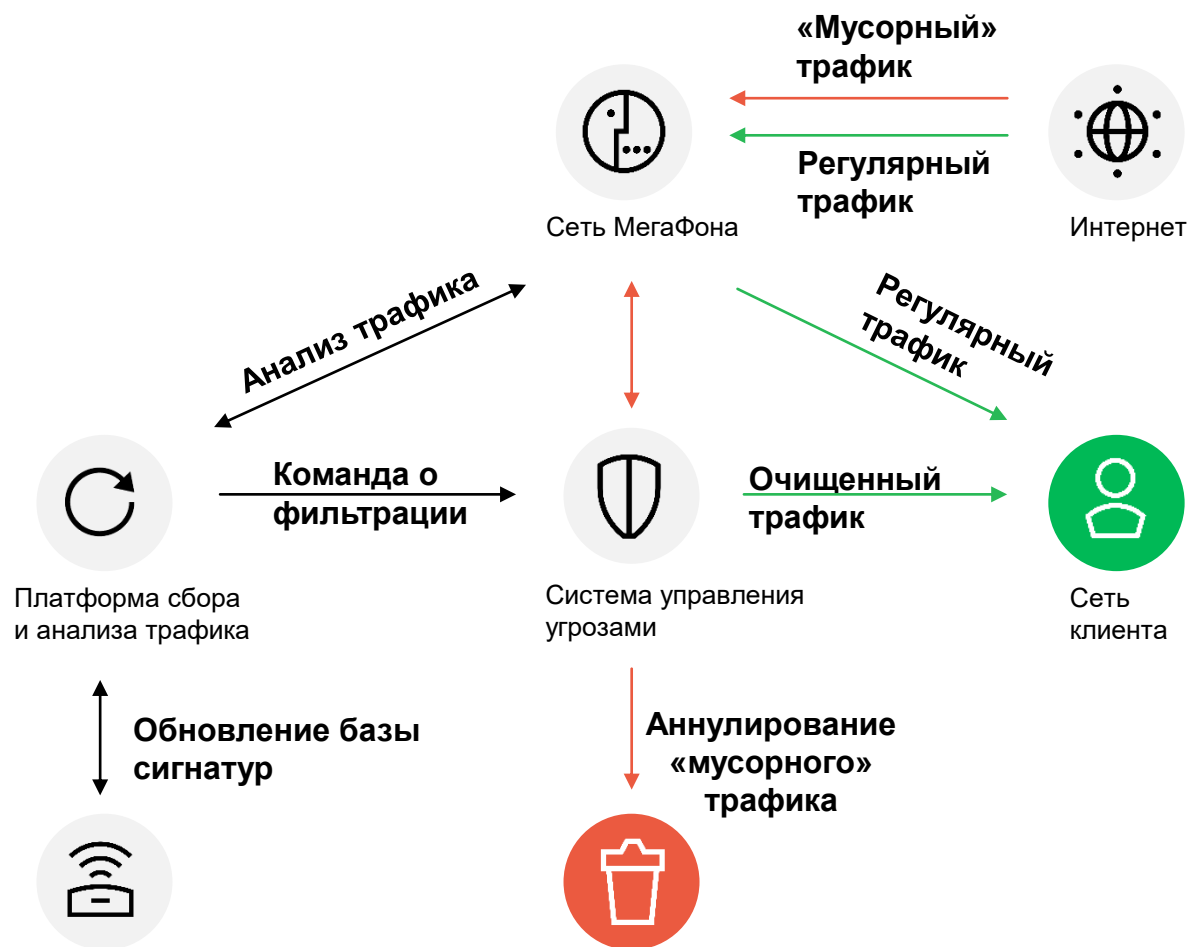 «Мусорный»
трафик
Регулярный
трафик
Сеть МегаФона
Интернет
Анализ трафика
Регулярный
трафик
Команда о
фильтрации
Очищенный
трафик
Платформа сбора
и анализа трафика
Система управления
угрозами
Сеть
клиента
Обновление базы
сигнатур
Аннулирование
«мусорного»
трафика